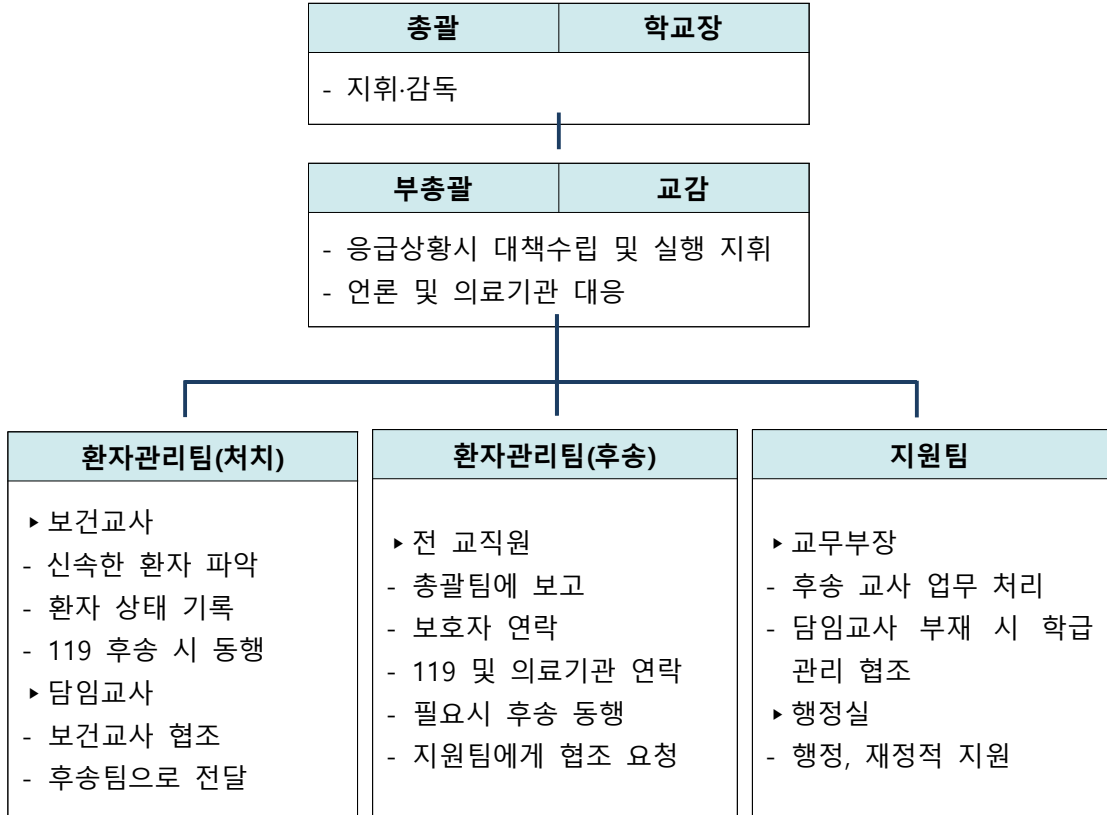 총괄 학교장
- 지휘·감독
부총괄 교감
- 응급상황시 대책수립 및 실행 지휘
- 언론 및 의료기관 대응
환자관리팀(처치)
▶보건교사
- 신속한 환자 파악
- 환자 상태 기록
- 119 후송 시 동행
▶담임교사
- 보건교사 협조
- 후송팀으로 전달
환자관리팀(후송)
▶전 교직원
- 총괄팀에 보고
- 보호자 연락
- 119 및 의료기관 연락
- 필요시 후송 동행
- 지원팀에게 협조 요청
지원팀
▶교무부장
- 후송 교사 업무 처리
- 담임교사 부재 시 학급
관리 협조
▶행정실
- 행정, 재정적 지원